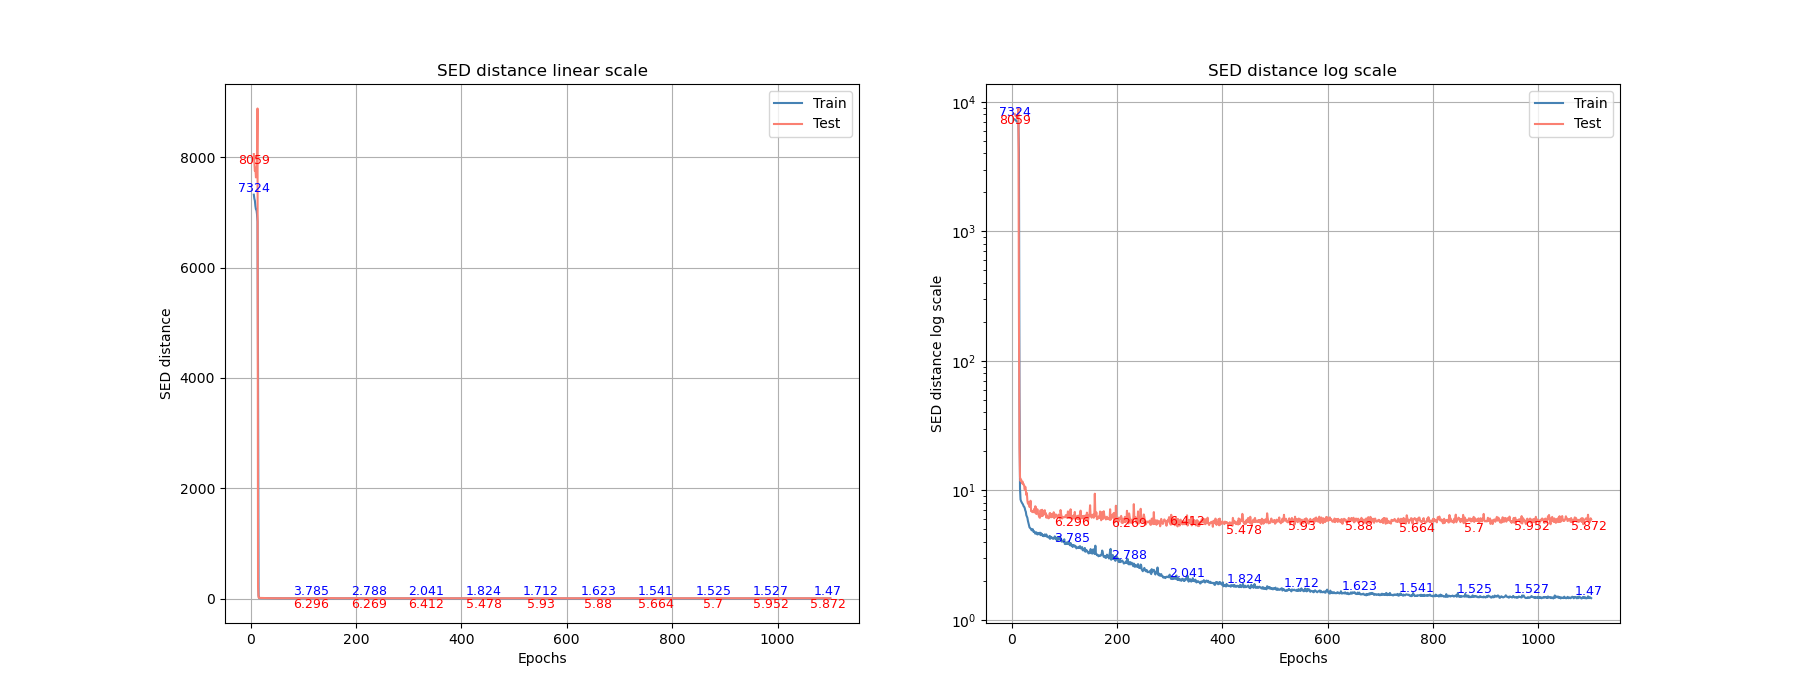 SED distance linear scale
SED distance
8000
6000
4000
2000
0
8059
7324
Train
Test
3.785 2.788 2.041 1.824 1.712 1.623 1.541 1.525 1.527 1.47
6.296 6.269 6.412 5.478 5.93 5.88 5.664 5.7 5.952 5.872
0 200 400 600 800 1000
Epochs
SED distance log scale
SED distance log scale
10⁴
10³
10²
10¹
10⁰
7324
8059
Train
Test
6.296 6.269 6.412 5.478 5.93 5.88 5.664 5.7 5.952 5.872
3.785 2.788 2.041 1.824 1.712 1.623 1.541 1.525 1.527 1.47
0 200 400 600 800 1000
Epochs